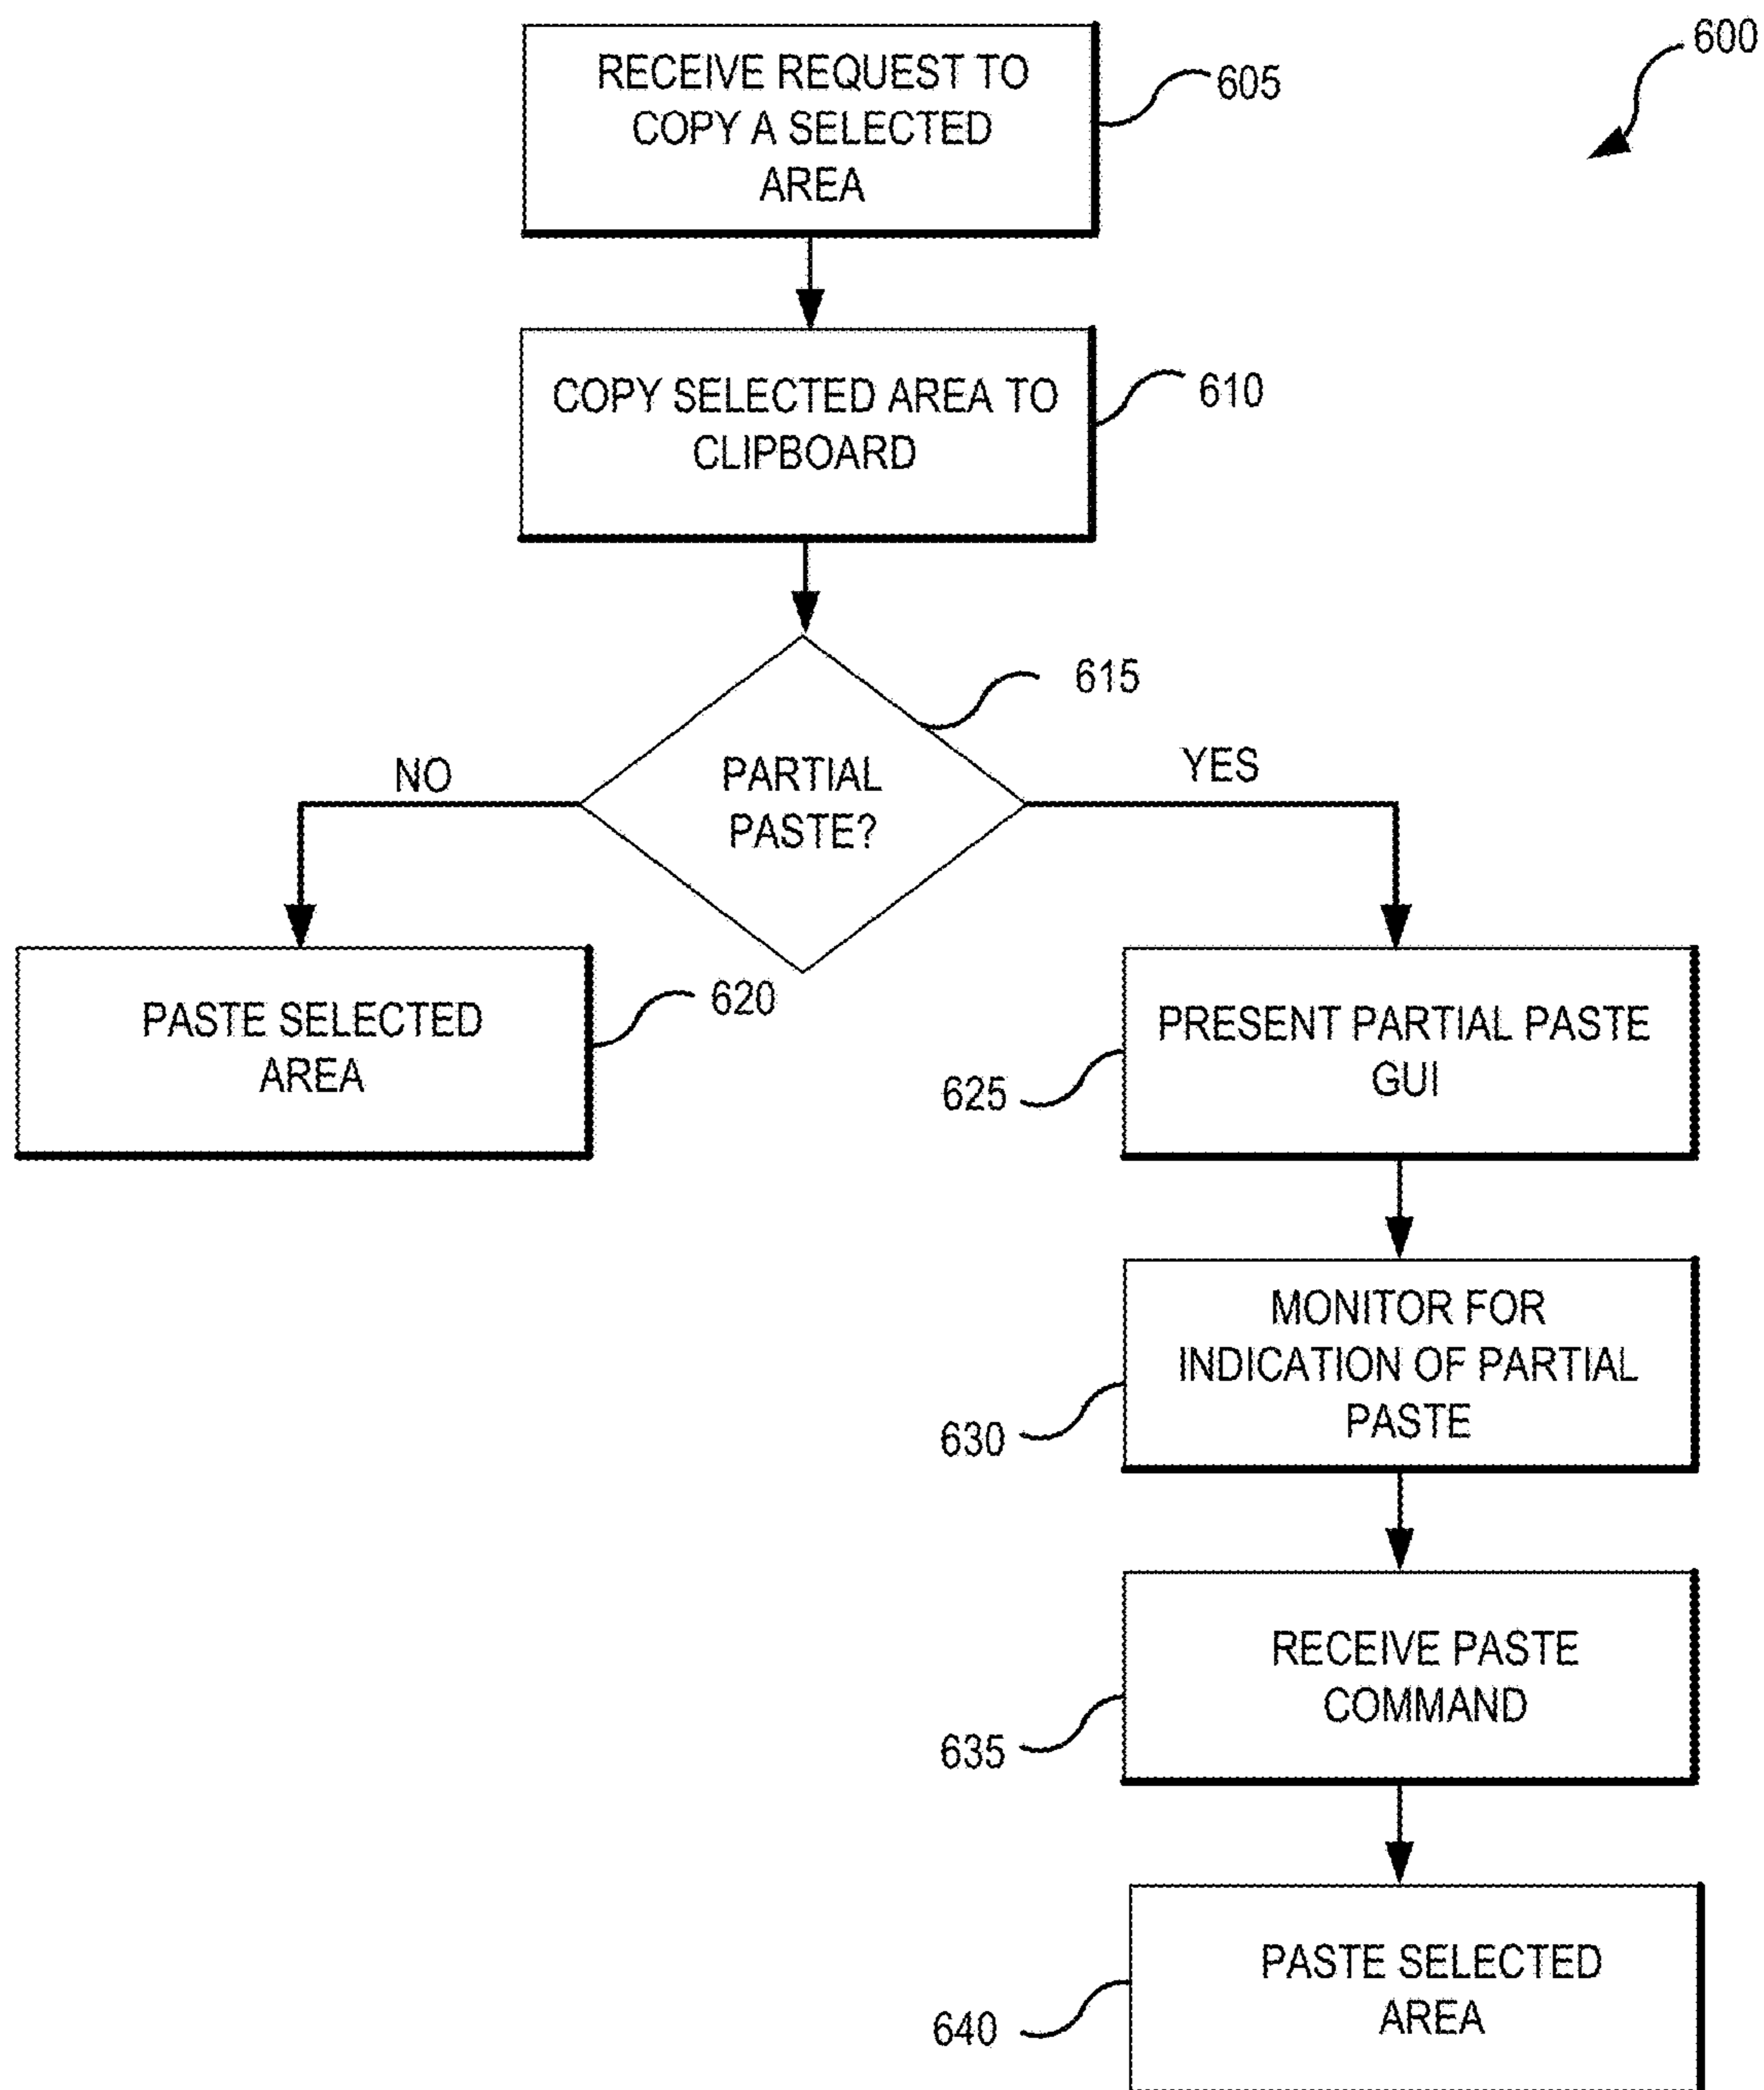 600
RECEIVE REQUEST TO
COPY A SELECTED
AREA
605
COPY SELECTED AREA TO
CLIPBOARD
610
615
PARTIAL
PASTE?
NO
YES
PASTE SELECTED
AREA
620
PRESENT PARTIAL PASTE
GUI
625
MONITOR FOR
INDICATION OF PARTIAL
PASTE
630
RECEIVE PASTE
COMMAND
635
PASTE SELECTED
AREA
640